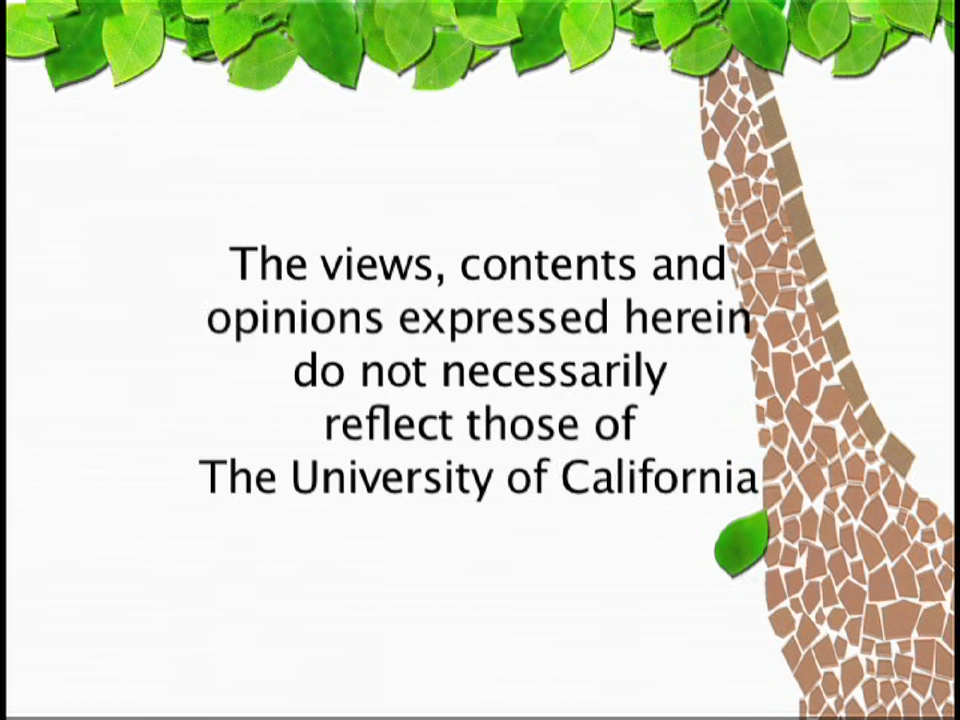 The views, contents and
opinions expressed herein
do not necessarily
reflect those of
The University of California